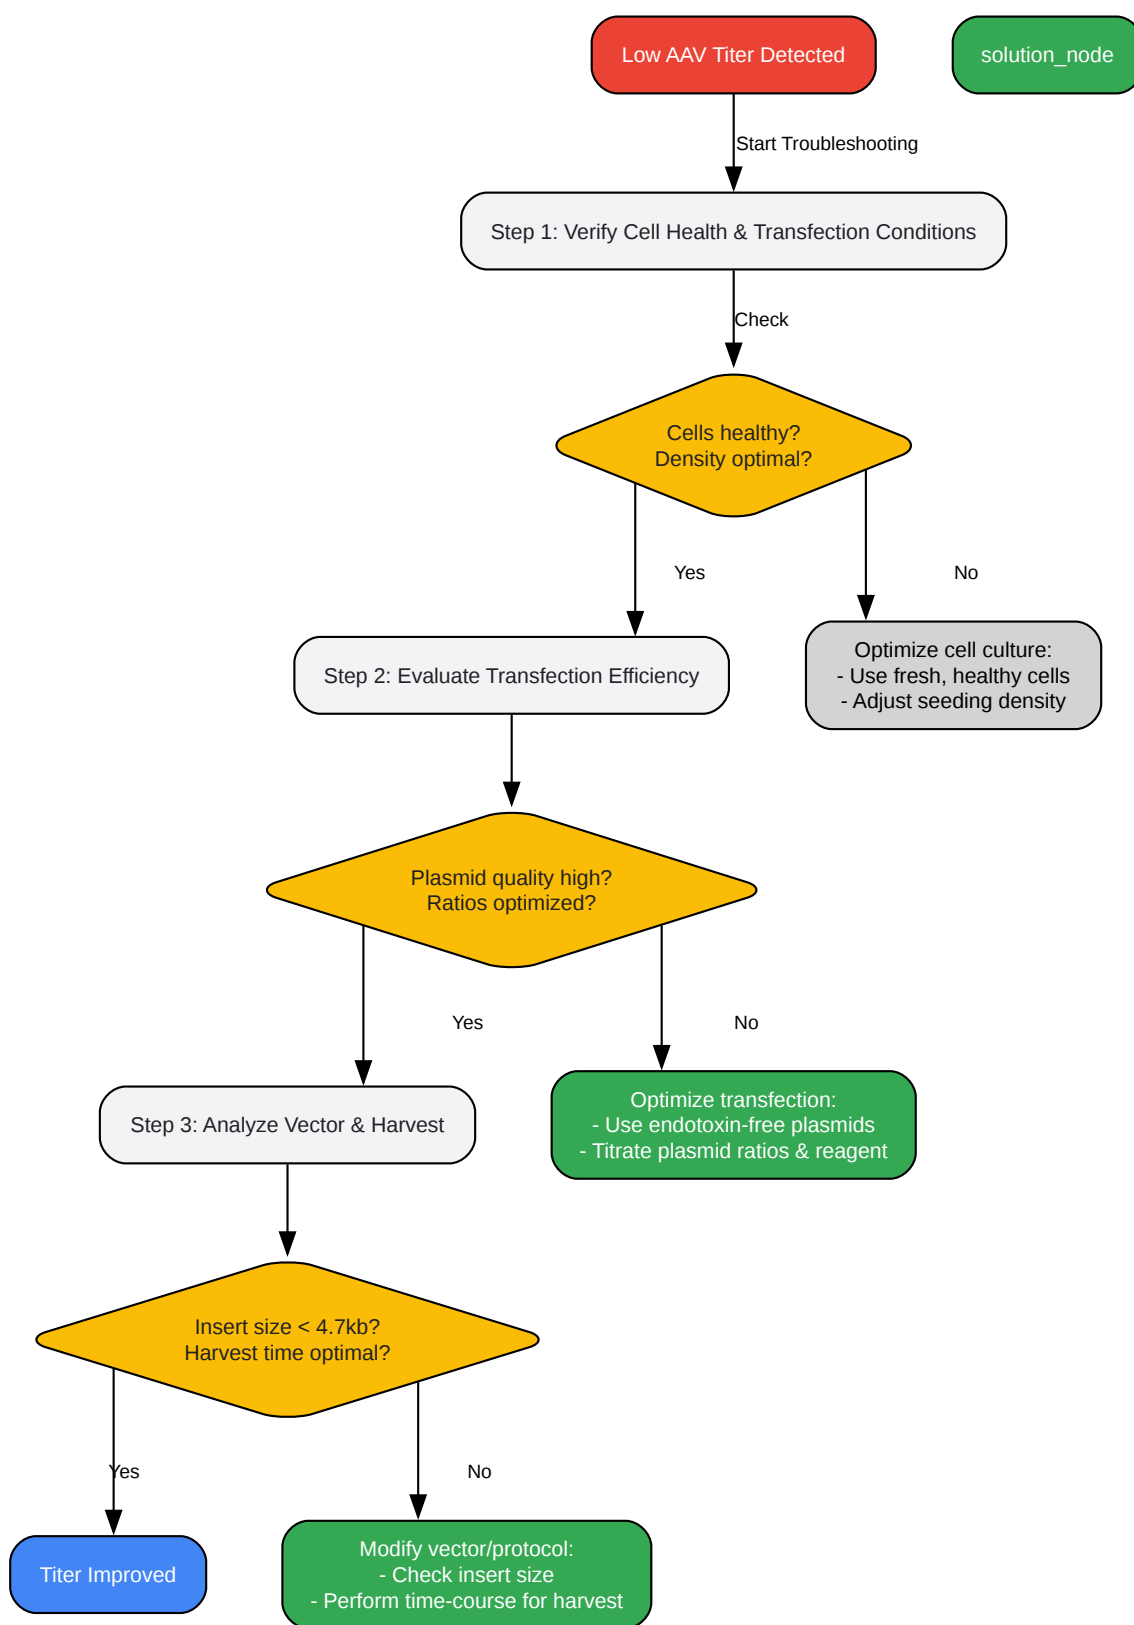 Low AAV Titer Detected
solution_node
Start Troubleshooting
Step 1: Verify Cell Health & Transfection Conditions
Check
Cells healthy?
Density optimal?
Yes
No
Optimize cell culture:
- Use fresh, healthy cells
- Adjust seeding density
Step 2: Evaluate Transfection Efficiency
Plasmid quality high?
Ratios optimized?
Yes
No
Optimize transfection:
- Use endotoxin-free plasmids
- Titrate plasmid ratios & reagent
Step 3: Analyze Vector & Harvest
Insert size < 4.7kb?
Harvest time optimal?
Yes
No
Titer Improved
Modify vector/protocol:
- Check insert size
- Perform time-course for harvest